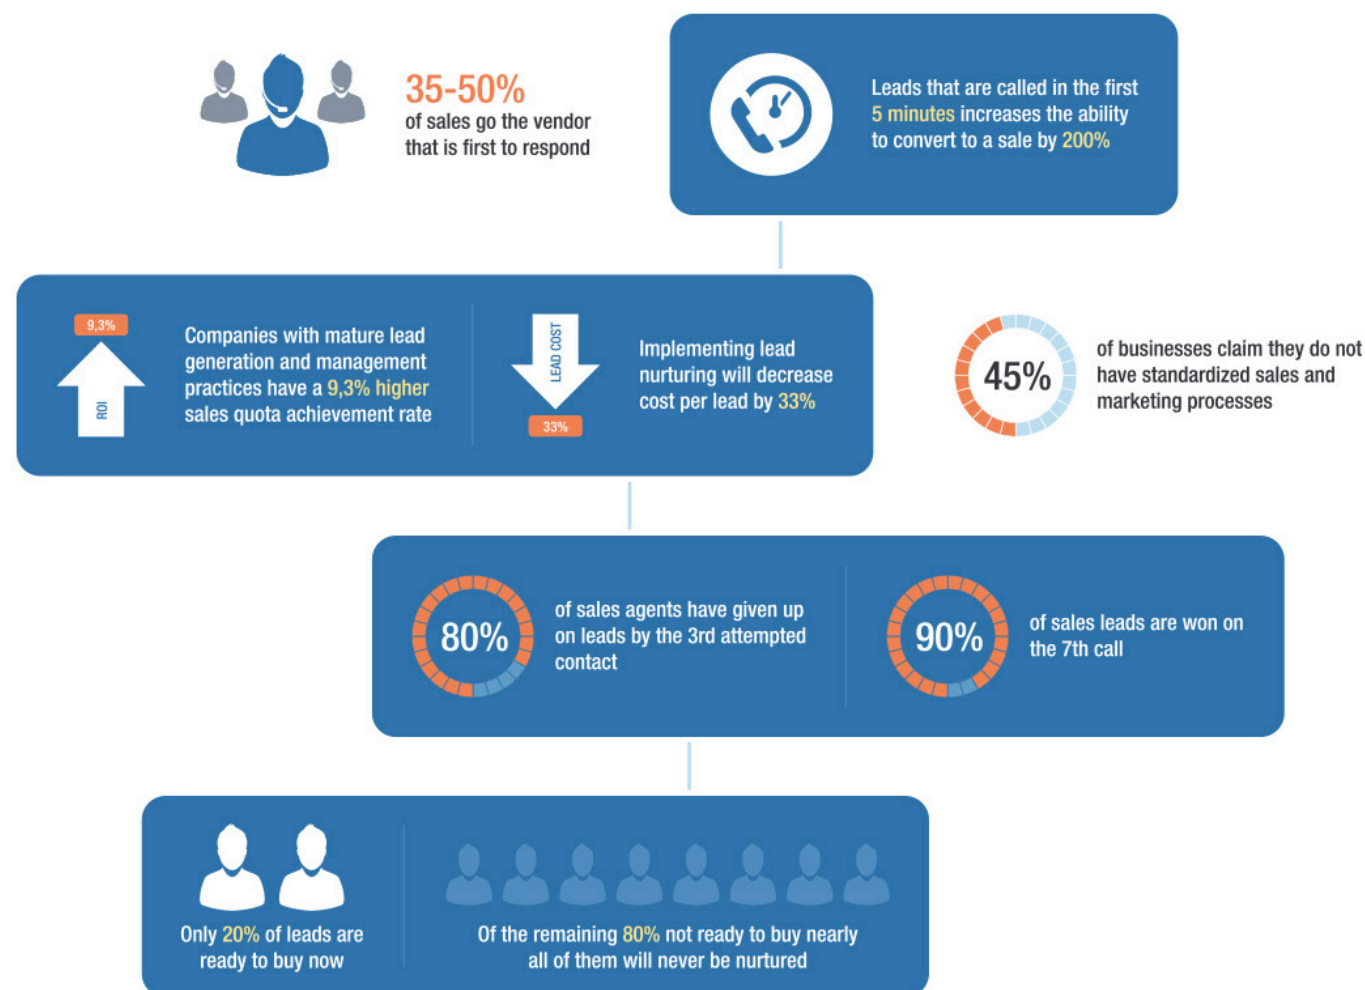 35-50%
of sales go the vendor
that is first to respond
Leads that are called in the first
5 minutes increases the ability
to convert to a sale by 200%
9,3%
ROI
Companies with mature lead
generation and management
practices have a 9,3% higher
sales quota achievement rate
LEAD COST
33%
Implementing lead
nurturing will decrease
cost per lead by 33%
45%
of businesses claim they do not
have standardized sales and
marketing processes
80%
of sales agents have given up
on leads by the 3rd attempted
contact
90%
of sales leads are won on
the 7th call
Only 20% of leads are
ready to buy now
Of the remaining 80% not ready to buy nearly
all of them will never be nurtured